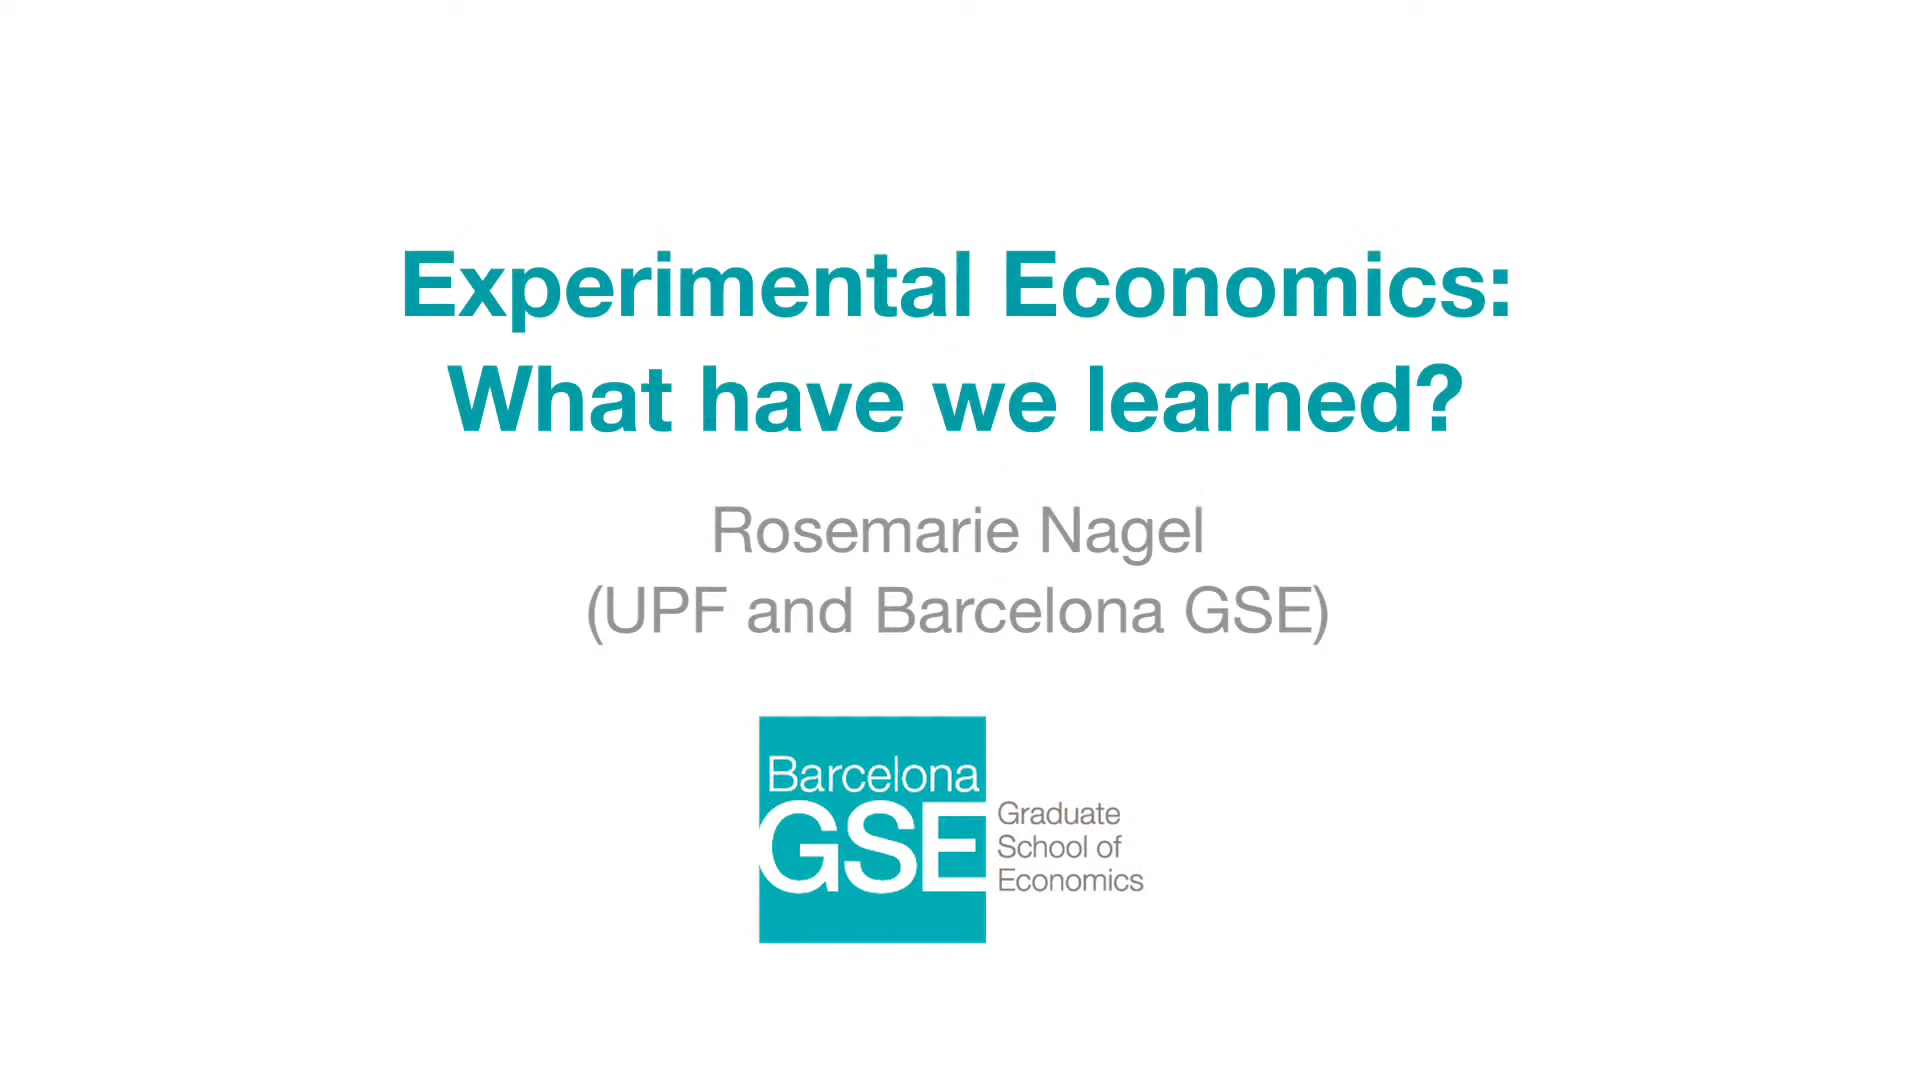 Experimental Economics:
What have we learned?
Rosemarie Nagel
(UPF and Barcelona GSE)
Barcelona
GSE
Graduate
School of
Economics